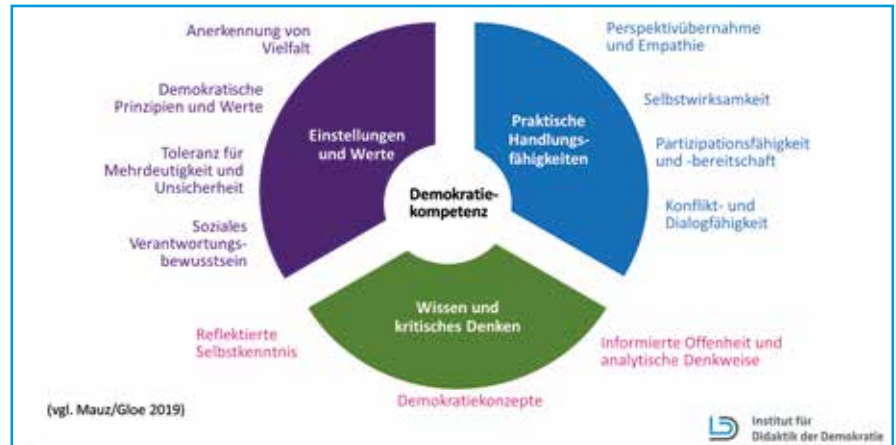 Anerkennung von
Vielfalt
Demokratische
Prinzipien und Werte
Toleranz für
Mehrdeutigkeit und
Unsicherheit
Soziales
Verantwortungs-
bewusstsein
Einstellungen
und Werte
Praktische
Handlungs-
fähigkeiten
Perspektivübernahme
und Empathie
Selbstwirksamkeit
Partizipationsfähigkeit
und -bereitschaft
Konflikt- und
Dialogfähigkeit
Demokratie-
kompetenz
Wissen und
kritisches Denken
Reflektierte
Selbstkenntnis
Demokratiekonzepte
Informierte Offenheit und
analytische Denkweise
(vgl. Mauz/Gloe 2019)
Institut für
Didaktik der Demokratie